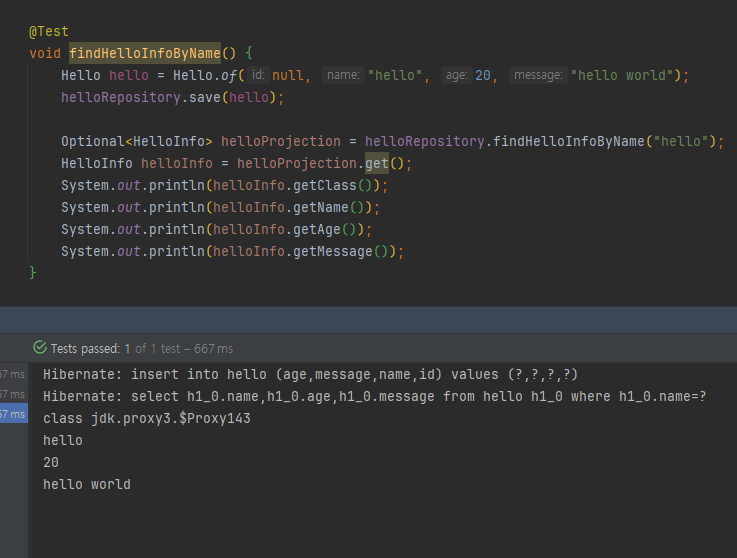 @Test
void findHelloInfoByName() {
Hello hello = Hello.of( id: null, name: "hello", age: 20, message: "hello world");
helloRepository.save(hello);
Optional<HelloInfo> helloProjection = helloRepository.findHelloInfoByName("hello");
HelloInfo helloInfo = helloProjection.get();
System.out.println(helloInfo.getClass());
System.out.println(helloInfo.getName());
System.out.println(helloInfo.getAge());
System.out.println(helloInfo.getMessage());
}
Tests passed: 1 of 1 test – 667 ms
67 ms Hibernate: insert into hello (age,message,name,id) values (?,?,?,?)
67 ms Hibernate: select h1_0.name,h1_0.age,h1_0.message from hello h1_0 where h1_0.name=?
67 ms class jdk.proxy3.$Proxy143
hello
20
hello world